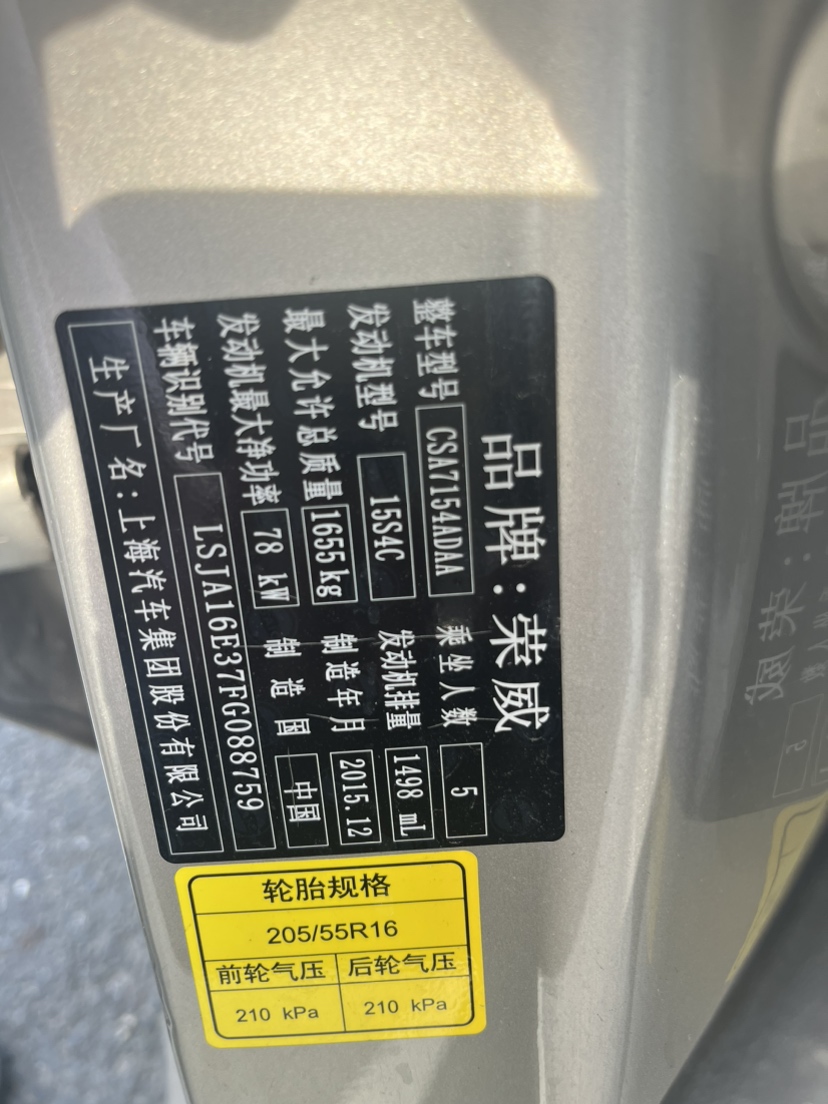 品牌:荣威
整车型号 CSA7154ADAA 乘坐人数 5
发动机型号 15S4C 发动机排量 1498 mL
最大允许总质量 1655kg 制造年月 2015.12
发动机最大净功率 78 kW 制造国 中国
车辆识别代号 LSJA16E37FG088759
生产厂名:上海汽车集团股份有限公司
轮胎规格
205/55R16
前轮气压 后轮气压
210 kPa 210 kPa